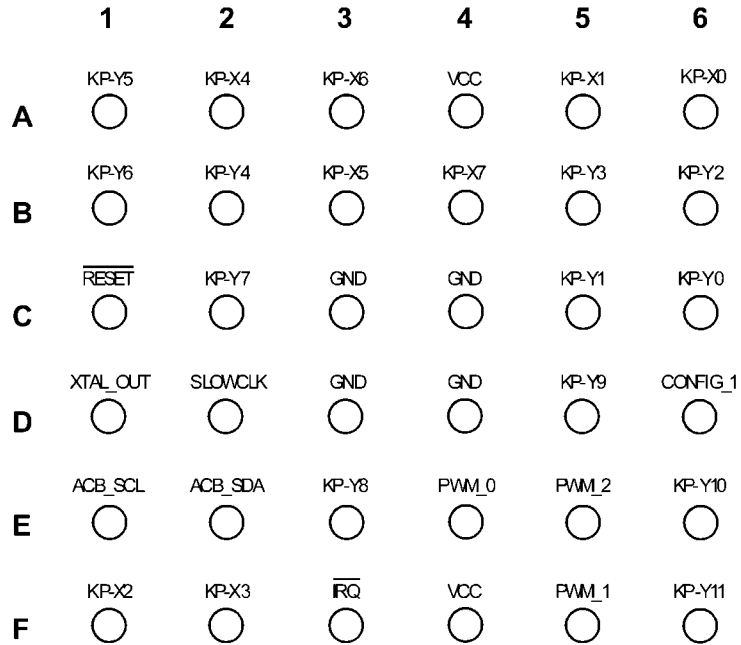 1 2 3 4 5 6
KP-Y5 KP-X4 KP-X6 VCC KP-X1 KP-X0
A
KP-Y6 KP-Y4 KP-X5 KP-X7 KP-Y3 KP-Y2
B
RESET KP-Y7 GND GND KP-Y1 KP-Y0
C
XTAL_OUT SLOWCLK GND GND KP-Y9 CONFIG_1
D
ACB_SCL ACB_SDA KP-Y8 PWM_0 PWM_2 KP-Y10
E
KP-X2 KP-X3 IRQ VCC PWM_1 KP-Y11
F